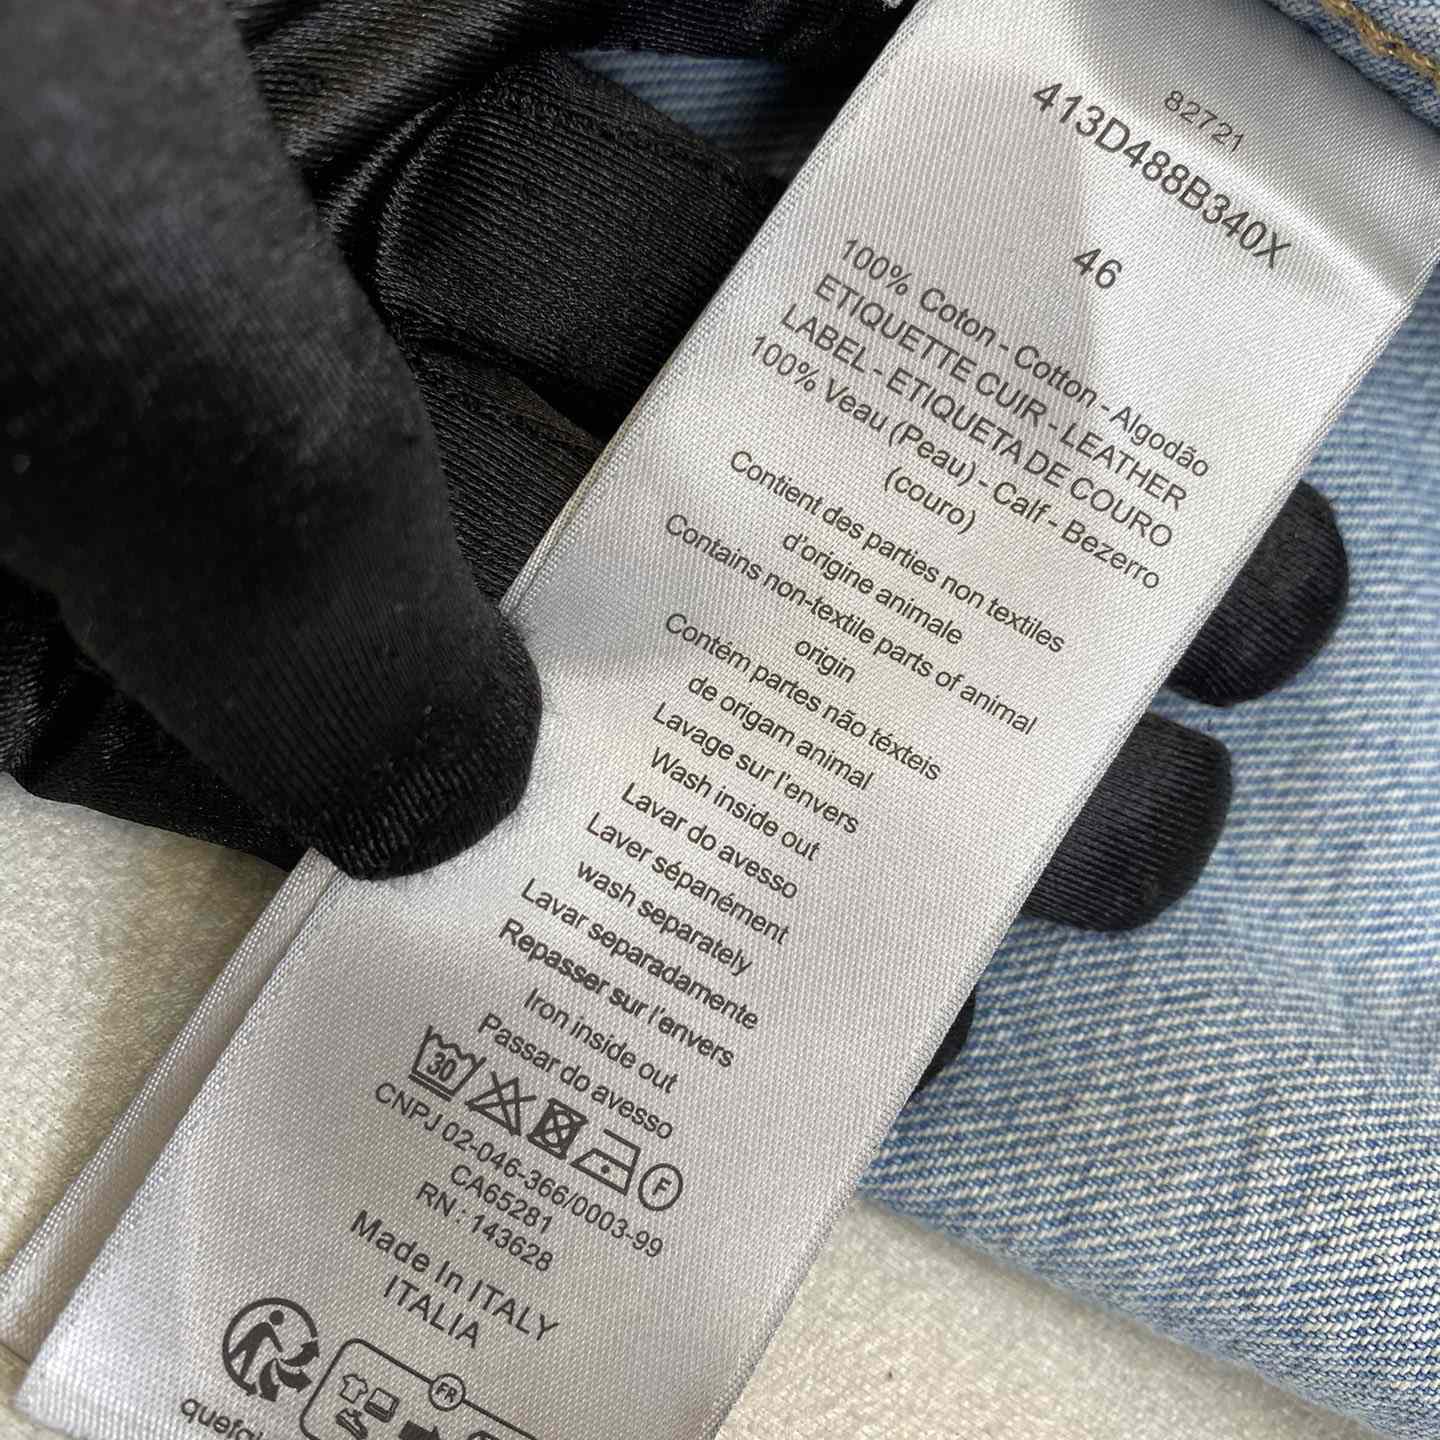 82721
413D488B340X
46
100% Coton - Cotton - Algodão
ETIQUETTE CUIR - LEATHER
LABEL - ETIQUETA DE COURO
100% Veau (Peau) - Calf - Bezerro
(couro)
Contient des parties non textiles
d'origine animale
Contains non-textile parts of animal
origin
Contém partes não téxteis
de origam animal
Lavage sur l'envers
Wash inside out
Lavar do avesso
Laver sépanément
wash separately
Lavar separadamente
Repasser sur l'envers
Iron inside out
Passar do avesso
30
F
CNPJ 02-046-366/0003-99
CA65281
RN : 143628
Made In ITALY
ITALIA
FR